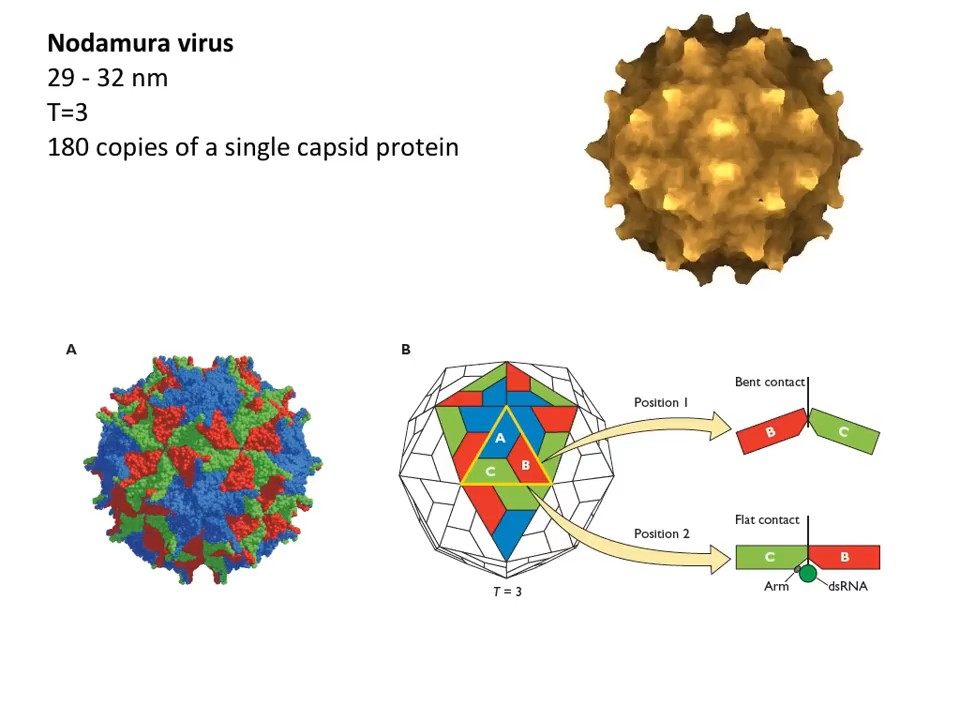 Nodamura virus
29 - 32 nm
T=3
180 copies of a single capsid protein
A
B
A
B
C
T = 3
Position 1
Bent contact
B
C
Position 2
Flat contact
C
B
Arm
dsRNA